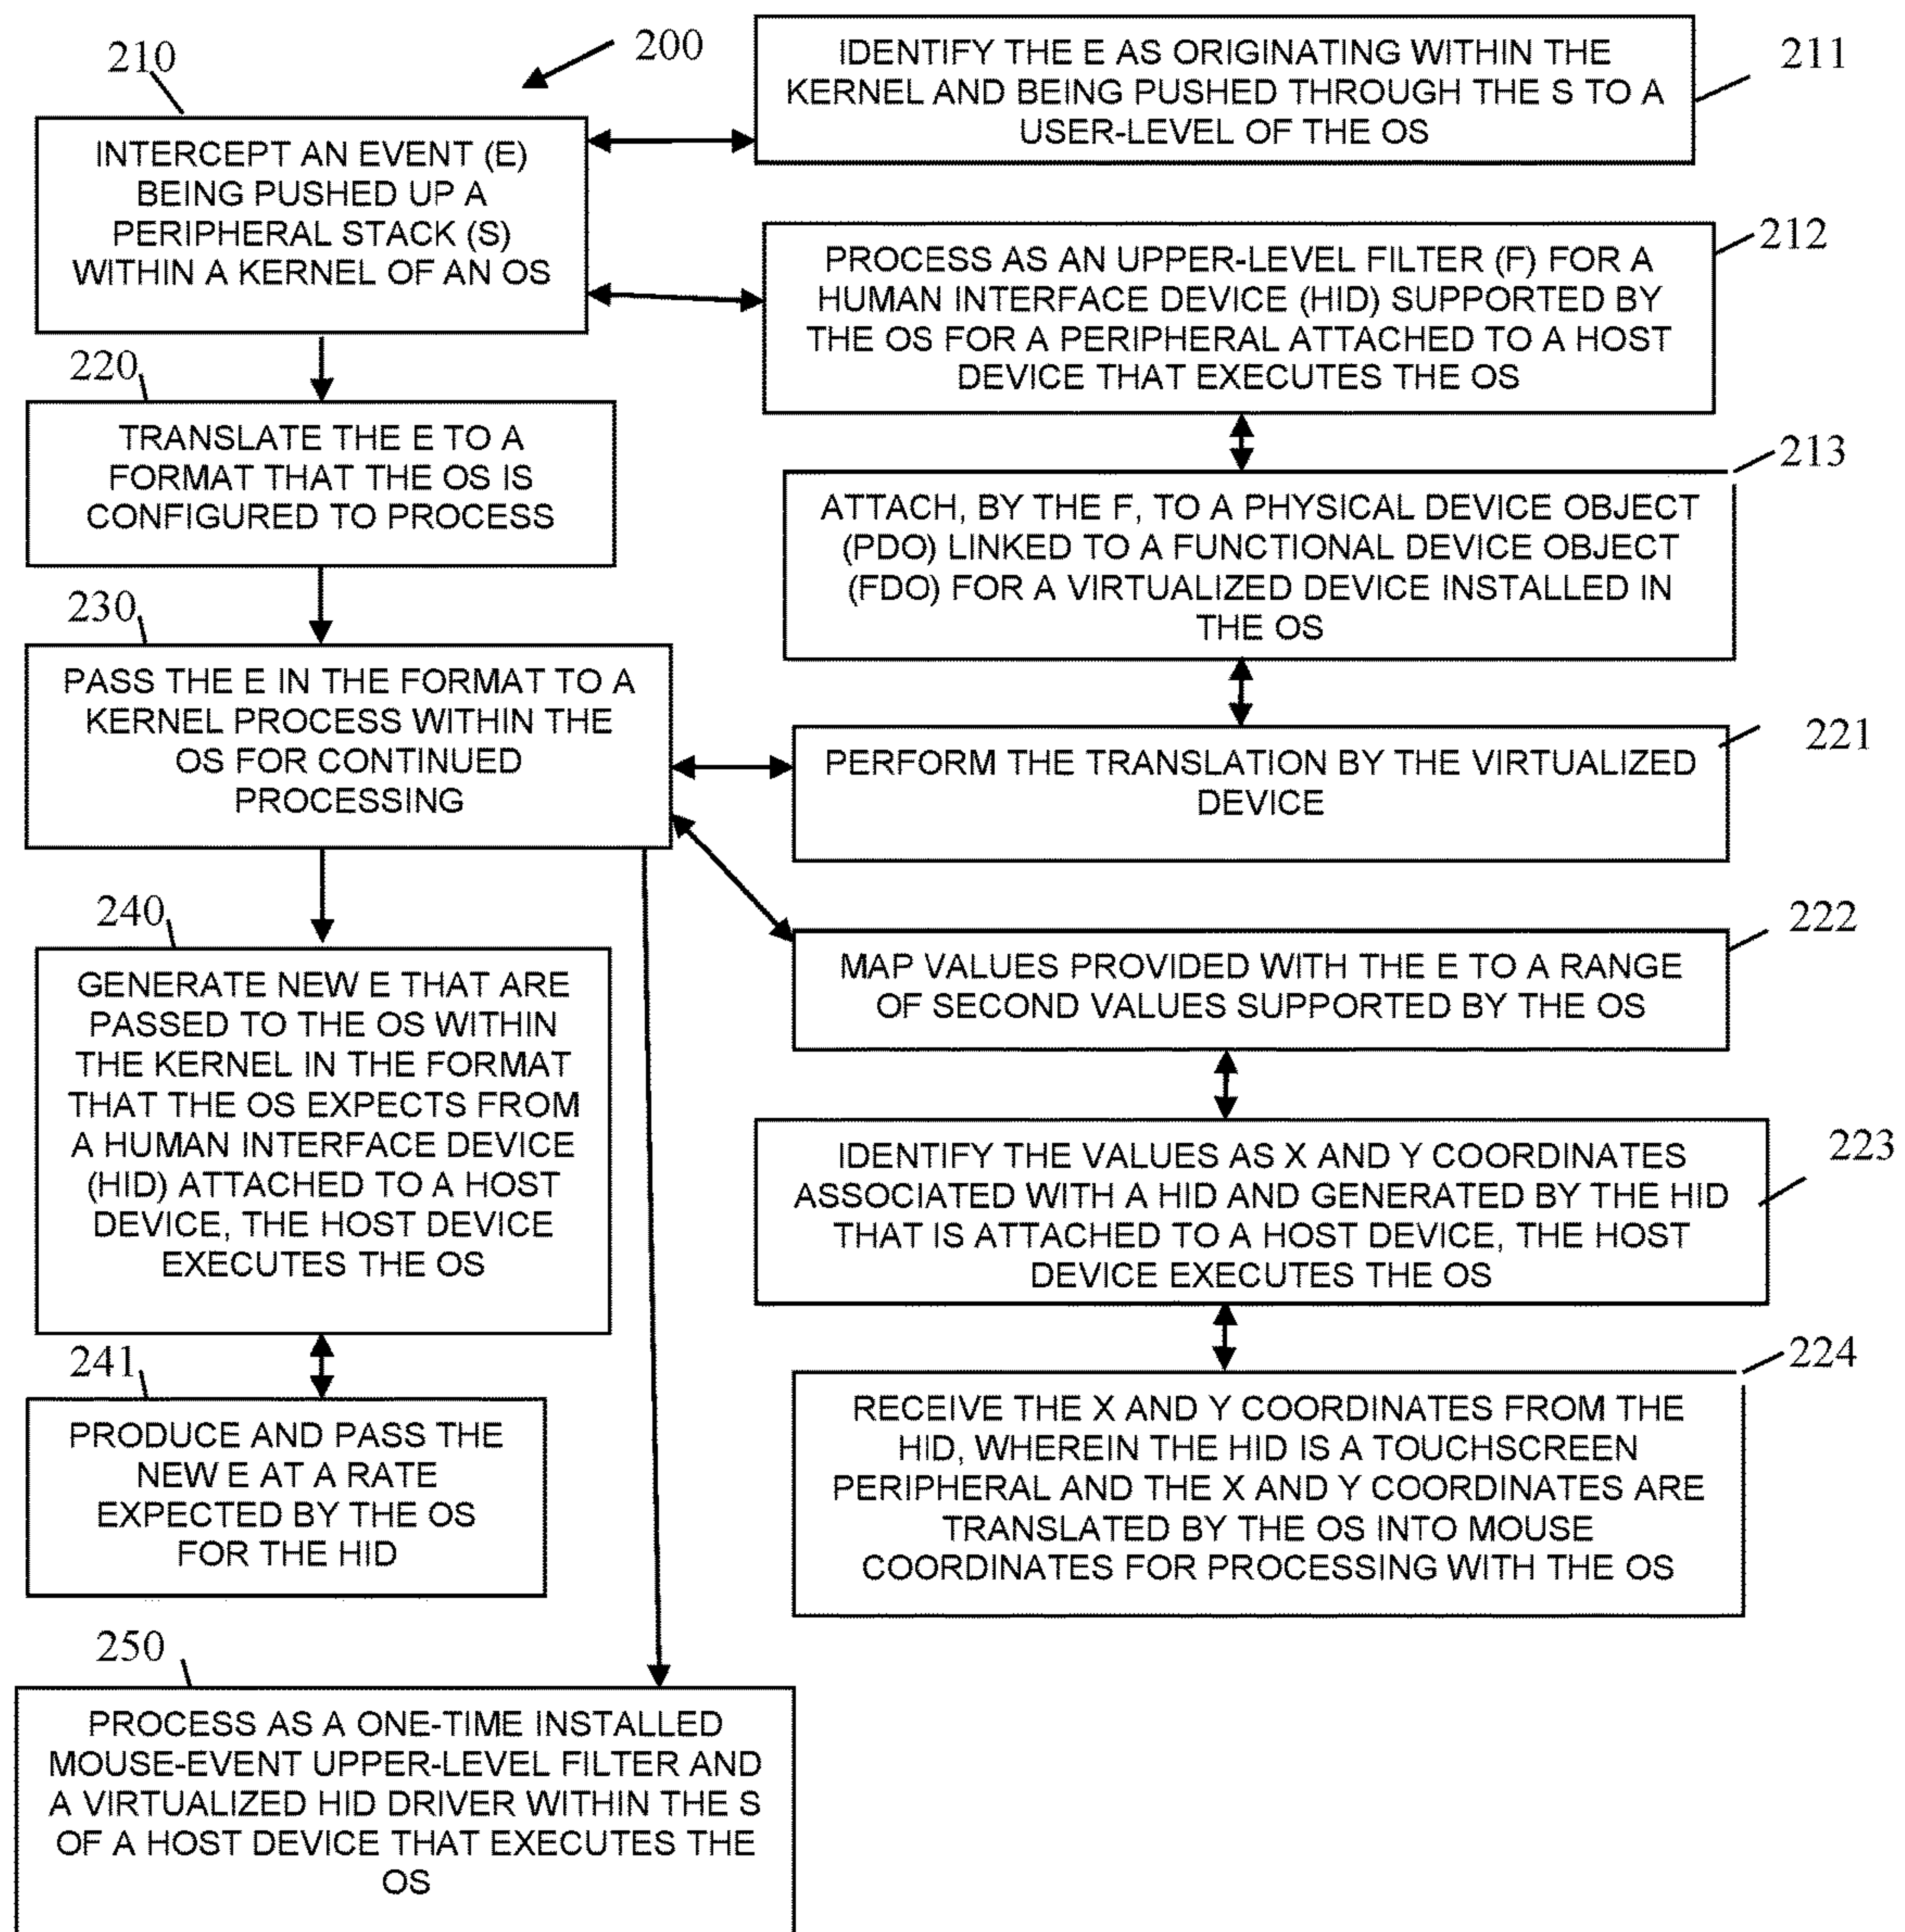 200
210
INTERCEPT AN EVENT (E)
BEING PUSHED UP A
PERIPHERAL STACK (S)
WITHIN A KERNEL OF AN OS
211
IDENTIFY THE E AS ORIGINATING WITHIN THE
KERNEL AND BEING PUSHED THROUGH THE S TO A
USER-LEVEL OF THE OS
212
PROCESS AS AN UPPER-LEVEL FILTER (F) FOR A
HUMAN INTERFACE DEVICE (HID) SUPPORTED BY
THE OS FOR A PERIPHERAL ATTACHED TO A HOST
DEVICE THAT EXECUTES THE OS
213
ATTACH, BY THE F, TO A PHYSICAL DEVICE OBJECT
(PDO) LINKED TO A FUNCTIONAL DEVICE OBJECT
(FDO) FOR A VIRTUALIZED DEVICE INSTALLED IN
THE OS
220
TRANSLATE THE E TO A
FORMAT THAT THE OS IS
CONFIGURED TO PROCESS
221
PERFORM THE TRANSLATION BY THE VIRTUALIZED
DEVICE
222
MAP VALUES PROVIDED WITH THE E TO A RANGE
OF SECOND VALUES SUPPORTED BY THE OS
223
IDENTIFY THE VALUES AS X AND Y COORDINATES
ASSOCIATED WITH A HID AND GENERATED BY THE HID
THAT IS ATTACHED TO A HOST DEVICE, THE HOST
DEVICE EXECUTES THE OS
224
RECEIVE THE X AND Y COORDINATES FROM THE
HID, WHEREIN THE HID IS A TOUCHSCREEN
PERIPHERAL AND THE X AND Y COORDINATES ARE
TRANSLATED BY THE OS INTO MOUSE
COORDINATES FOR PROCESSING WITH THE OS
230
PASS THE E IN THE FORMAT TO A
KERNEL PROCESS WITHIN THE
OS FOR CONTINUED
PROCESSING
240
GENERATE NEW E THAT ARE
PASSED TO THE OS WITHIN
THE KERNEL IN THE FORMAT
THAT THE OS EXPECTS FROM
A HUMAN INTERFACE DEVICE
(HID) ATTACHED TO A HOST
DEVICE, THE HOST DEVICE
EXECUTES THE OS
241
PRODUCE AND PASS THE
NEW E AT A RATE
EXPECTED BY THE OS
FOR THE HID
250
PROCESS AS A ONE-TIME INSTALLED
MOUSE-EVENT UPPER-LEVEL FILTER AND
A VIRTUALIZED HID DRIVER WITHIN THE S
OF A HOST DEVICE THAT EXECUTES THE
OS